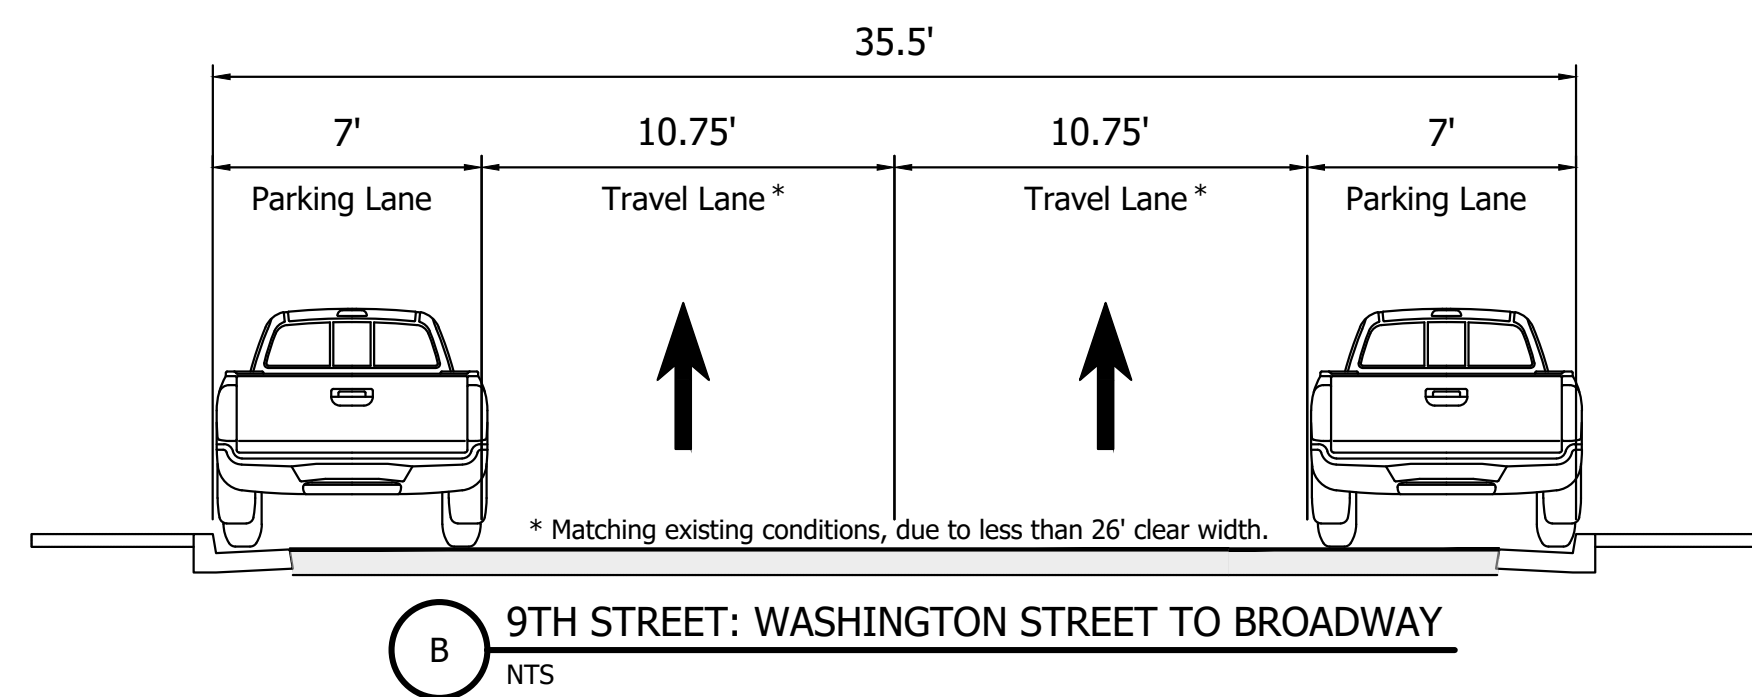 35.5'
7' 10.75' 10.75' 7'
Parking Lane Travel Lane * Travel Lane * Parking Lane
* Matching existing conditions, due to less than 26' clear width.
B 9TH STREET: WASHINGTON STREET TO BROADWAY
NTS